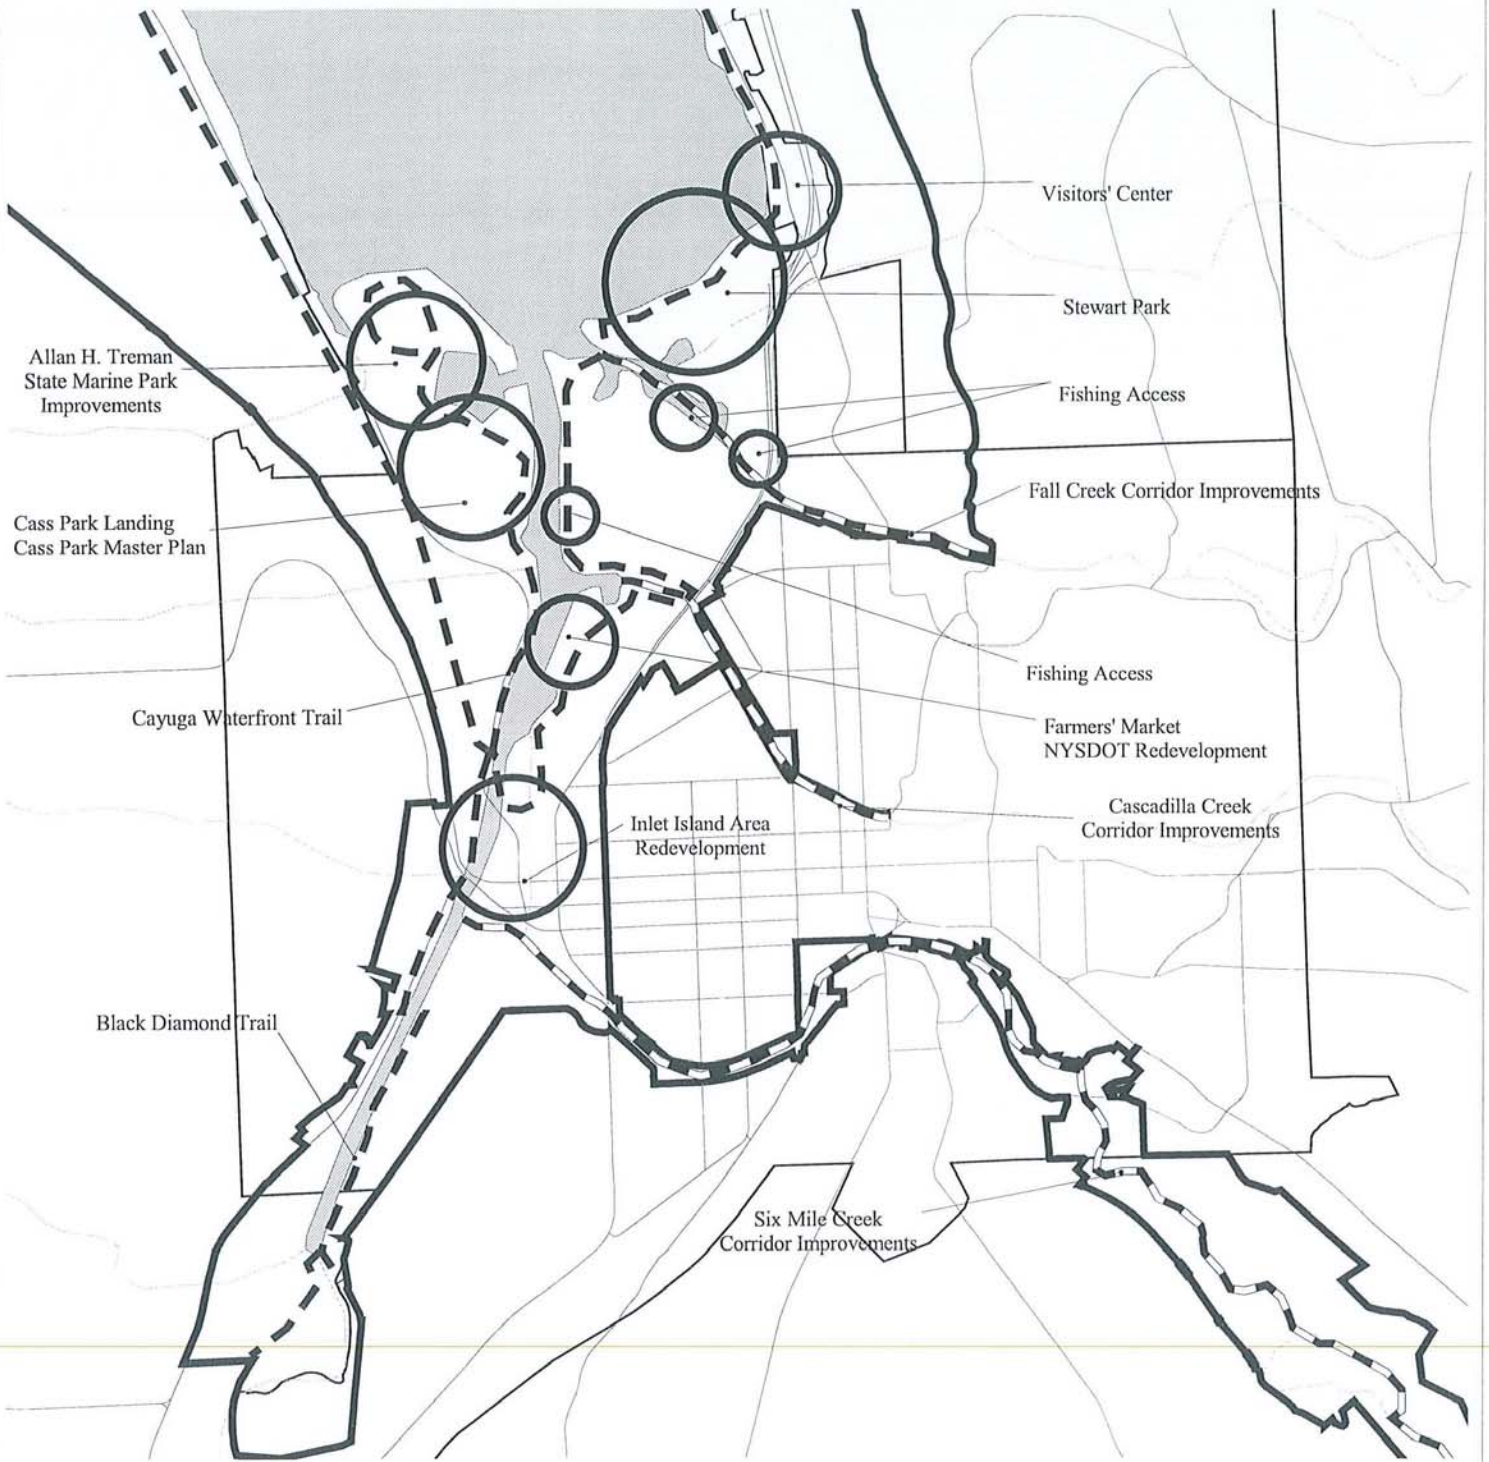 Visitors' Center
Stewart Park
Allan H. Treman
State Marine Park
Improvements
Fishing Access
Fall Creek Corridor Improvements
Cass Park Landing
Cass Park Master Plan
Fishing Access
Cayuga Waterfront Trail
Farmers' Market
NYSDOT Redevelopment
Cascadilla Creek
Corridor Improvements
Inlet Island Area
Redevelopment
Black Diamond Trail
Six Mile Creek
Corridor Improvements